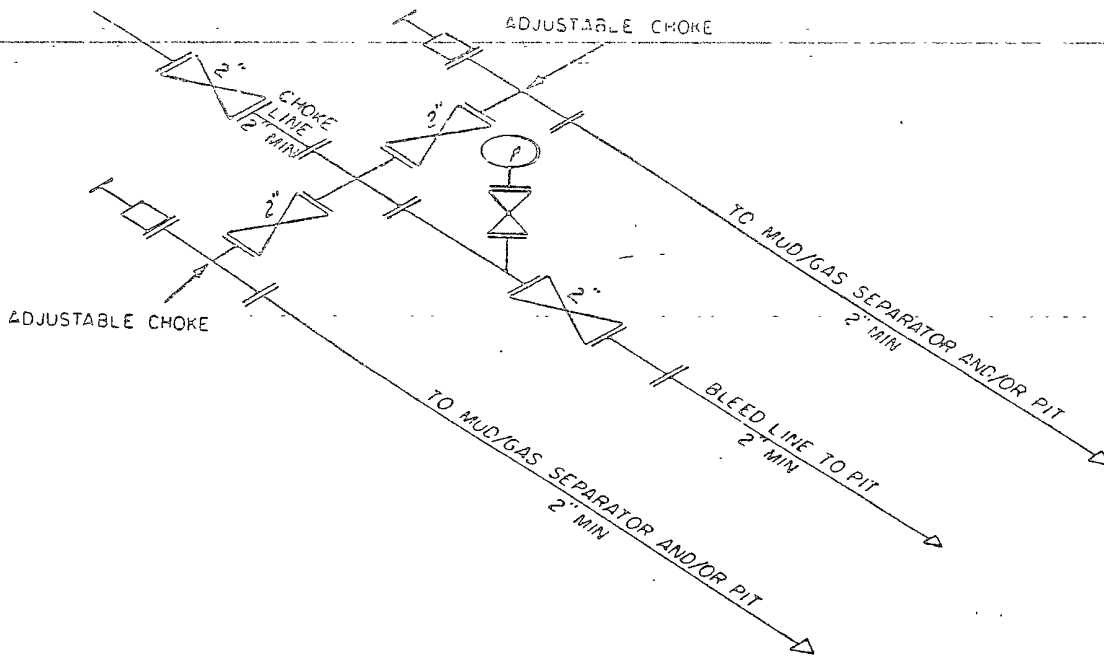 ADJUSTABLE CHOKE
2"
CHOKE
LINE
2" MIN
2"
P
2"
ADJUSTABLE CHOKE
2"
TO MUD/GAS SEPARATOR AND/OR PIT
2" MIN
BLEED LINE TO PIT
2" MIN
TO MUD/GAS SEPARATOR AND/OR PIT
2" MIN